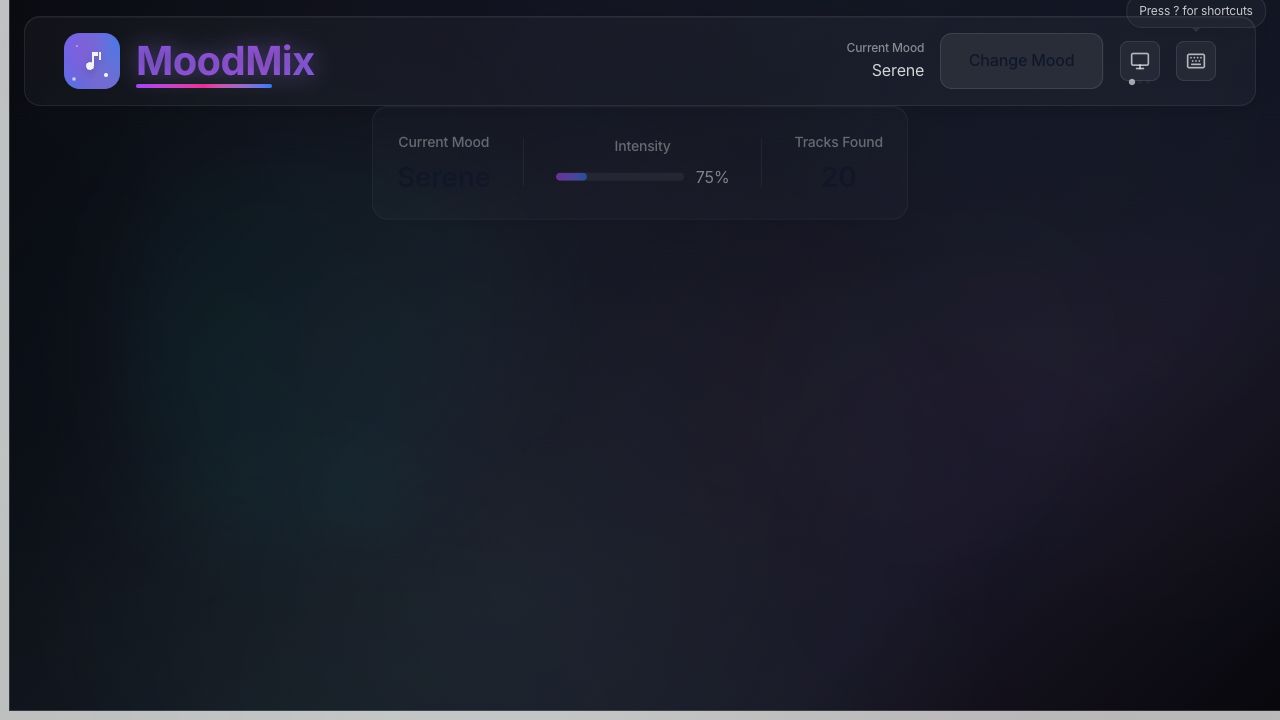 Press ? for shortcuts
MoodMix
Current Mood
Serene
Change Mood
Current Mood
Serene
Intensity
75%
Tracks Found
20